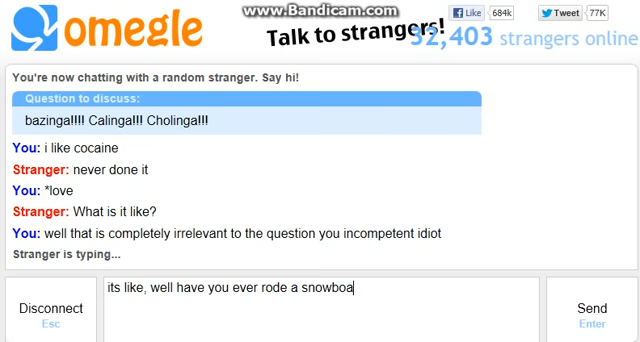 www.Bandicam.com
Like 684k Tweet 77K
omegle Talk to strangers! 32,403 strangers online
You're now chatting with a random stranger. Say hi!
Question to discuss:
bazinga!!!! Calinga!!! Cholinga!!!
You: i like cocaine
Stranger: never done it
You: *love
Stranger: What is it like?
You: well that is completely irrelevant to the question you incompetent idiot
Stranger is typing...
its like, well have you ever rode a snowboa
Disconnect
Esc
Send
Enter